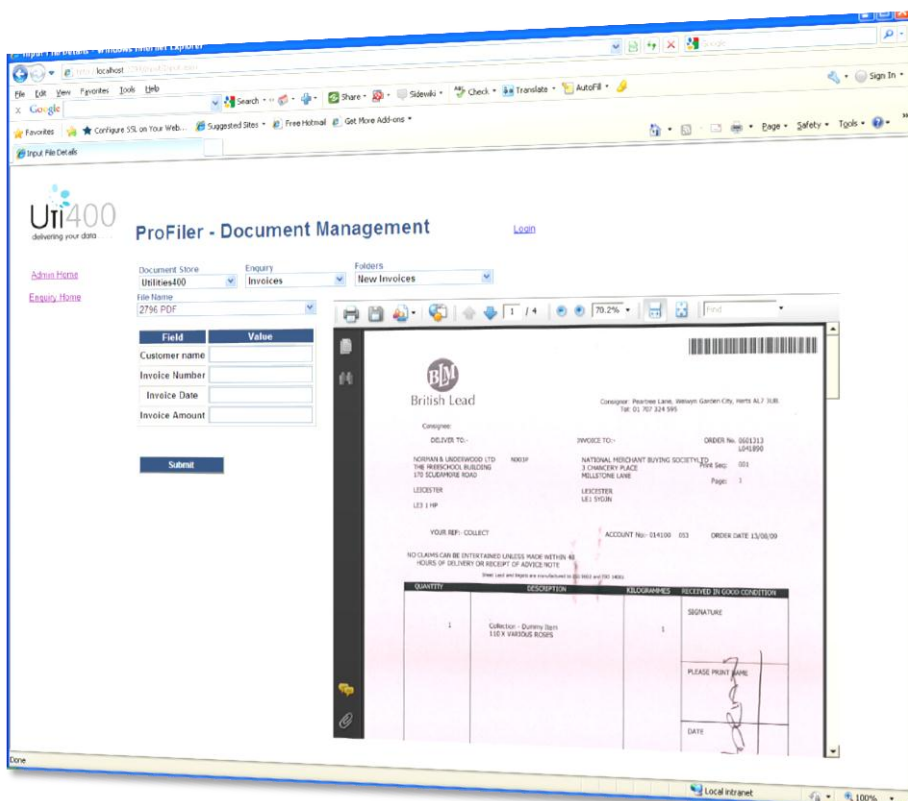 Input File Details - Windows Internet Explorer
localhost
Google
File Edit View Favorites Tools Help
x Google Search Share Sidewiki Check Translate AutoFill Sign In
Favorites Configure SSL on Your Web... Suggested Sites Free Hotmail Get More Add-ons
Input File Details Page Safety Tools
Uti400
delivering your data
ProFiler - Document Management
Login
Admin Home
Enquiry Home
Document Store Enquiry Folders
Utilities400 Invoices New Invoices
File Name
2796 PDF
1 / 4 70.2% Find
Field Value
Customer name
Invoice Number
Invoice Date
Invoice Amount
Submit
BLM
British Lead
Consignor: Peartree Lane, Welwyn Garden City, Herts AL7 3UB
Tel: 01 707 324 595
Consignee:
DELIVER TO:- INVOICE TO:- ORDER No. 0601313
L041890
NORMAN & UNDERWOOD LTD N001P NATIONAL MERCHANT BUYING SOCIETY LTD
THE FREESCHOOL BUILDING 3 CHANCERY PLACE Print Seq: 001
170 SCUDAMORE ROAD MILLSTONE LANE
Page: 1
LEICESTER LEICESTER
LE3 1HP LE1 5YDJN
YOUR REF:- COLLECT ACCOUNT No:- 014100 053 ORDER DATE 13/08/09
NO CLAIMS CAN BE ENTERTAINED UNLESS MADE WITHIN 48
HOURS OF DELIVERY OR RECEIPT OF ADVICE NOTE
QUANTITY DESCRIPTION KILOGRAMMES RECEIVED IN GOOD CONDITION
SIGNATURE
1 Collection - Dummy Item 1
110 X VARIOUS ROSES
PLEASE PRINT NAME
DATE
Done Local intranet 100%